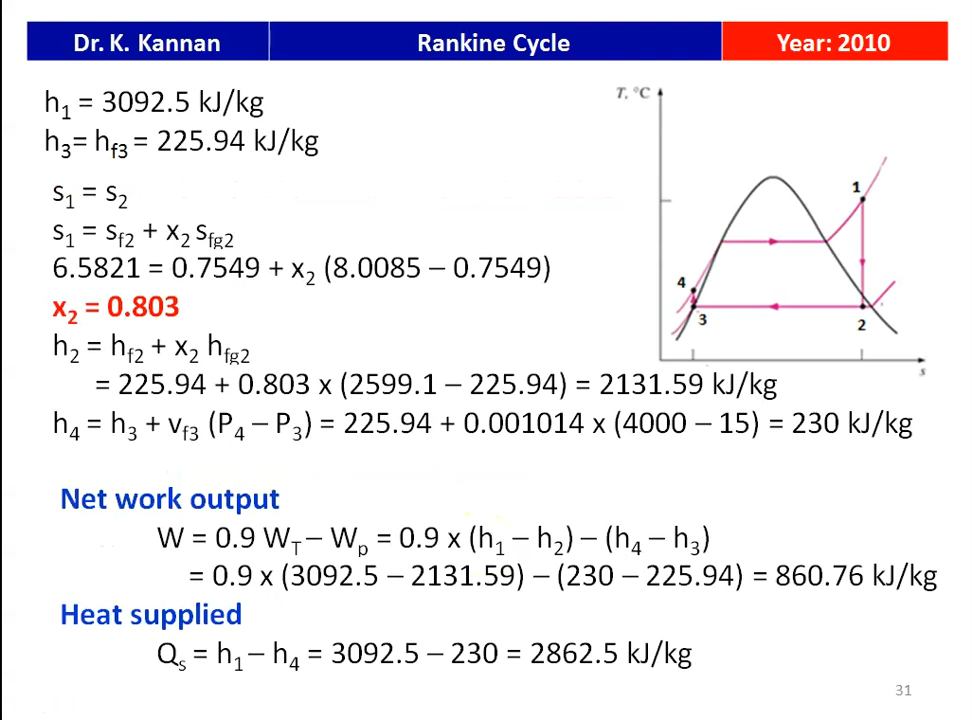 Dr. K. Kannan
Rankine Cycle
Year: 2010
h1 = 3092.5 kJ/kg
h3= hf3 = 225.94 kJ/kg
s1 = s2
s1 = sf2 + x2 sfg2
6.5821 = 0.7549 + x2 (8.0085 – 0.7549)
x2 = 0.803
h2 = hf2 + x2 hfg2
= 225.94 + 0.803 x (2599.1 – 225.94) = 2131.59 kJ/kg
h4 = h3 + vf3 (P4 – P3) = 225.94 + 0.001014 x (4000 – 15) = 230 kJ/kg
T, °C
1
4
3
2
s
Net work output
W = 0.9 WT – Wp = 0.9 x (h1 – h2) – (h4 – h3)
= 0.9 x (3092.5 – 2131.59) – (230 – 225.94) = 860.76 kJ/kg
Heat supplied
Qs = h1 – h4 = 3092.5 – 230 = 2862.5 kJ/kg
31